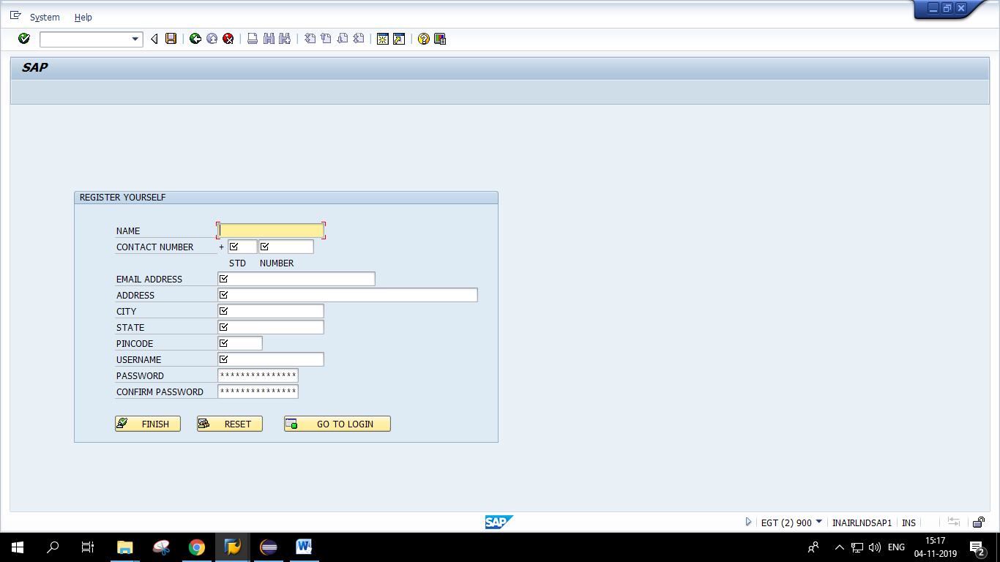 System Help
SAP
REGISTER YOURSELF
NAME
CONTACT NUMBER +
STD NUMBER
EMAIL ADDRESS
ADDRESS
CITY
STATE
PINCODE
USERNAME
PASSWORD ***************
CONFIRM PASSWORD ***************
FINISH RESET GO TO LOGIN
SAP EGT (2) 900 INAIRLNDSAP1 INS
ENG 15:17
04-11-2019 2